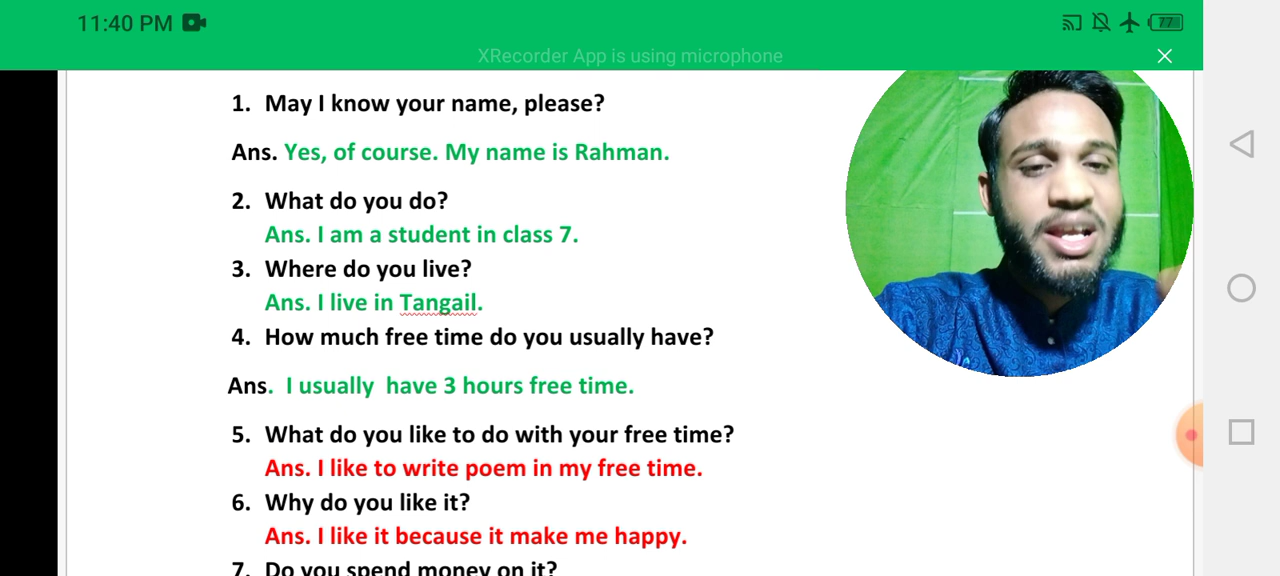 11:40 PM
77
XRecorder App is using microphone
1. May I know your name, please?
Ans. Yes, of course. My name is Rahman.
2. What do you do?
Ans. I am a student in class 7.
3. Where do you live?
Ans. I live in Tangail.
4. How much free time do you usually have?
Ans. I usually have 3 hours free time.
5. What do you like to do with your free time?
Ans. I like to write poem in my free time.
6. Why do you like it?
Ans. I like it because it make me happy.
7. Do you spend money on it?